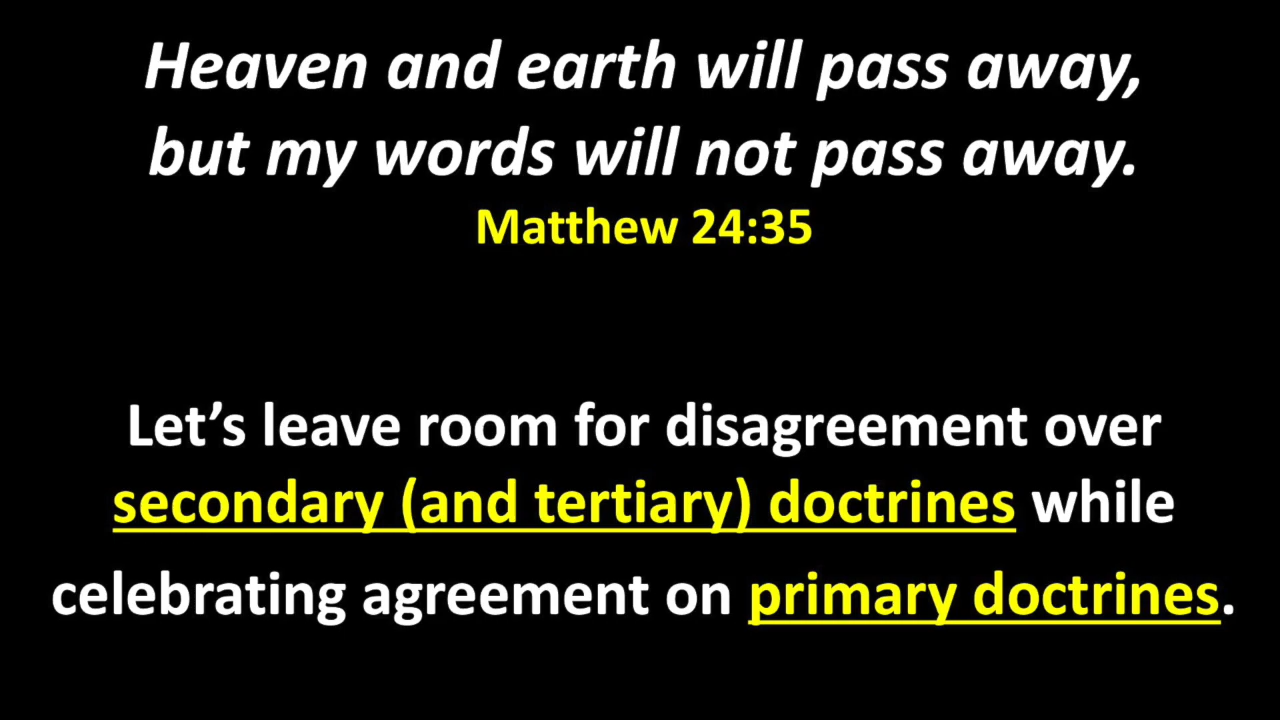 Heaven and earth will pass away,
but my words will not pass away.
Matthew 24:35
Let’s leave room for disagreement over
secondary (and tertiary) doctrines while
celebrating agreement on primary doctrines.